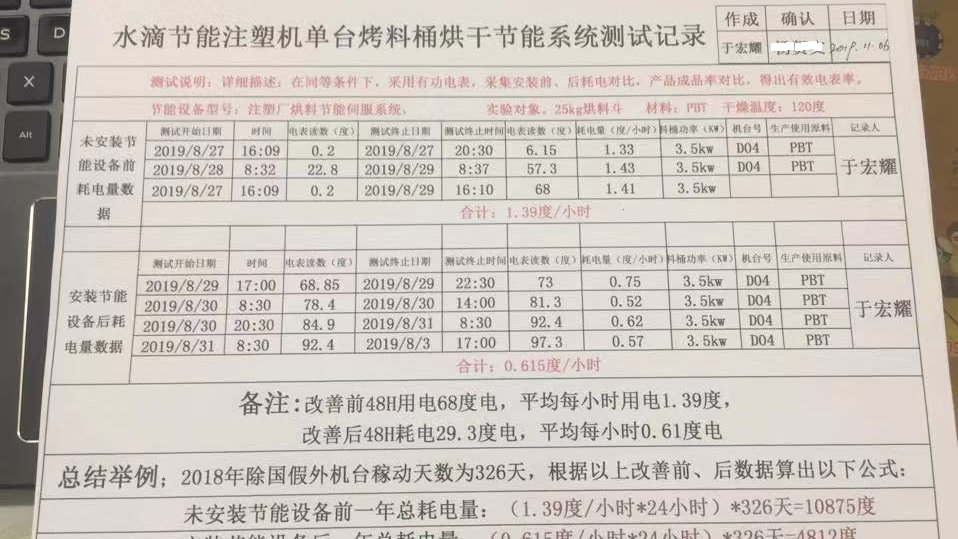 作成 确认 日期
水滴节能注塑机单台烤料桶烘干节能系统测试记录
于宏耀 2019.11.06
测试说明：详细描述：在同等条件下，采用有功电表，采集安装前、后耗电对比，产品成品率对比，得出有效电表率。
节能设备型号：注塑厂烘料节能伺服系统， 实验对象。25kg烘料斗 材料：PBT 干燥温度：120度
未安装节能设备前耗电量数据
测试开始日期 时间 电表读数（度） 测试终止日期 测试终止时间 电表读数（度） 耗电量（度/小时） 料桶功率（KW） 机台号 生产使用原料 记录人
2019/8/27 16:09 0.2 2019/8/27 20:30 6.15 1.33 3.5kw D04 PBT 于宏耀
2019/8/28 8:32 22.8 2019/8/29 8:37 57.3 1.43 3.5kw D04 PBT
2019/8/27 16:09 0.2 2019/8/29 16:10 68 1.41 3.5kw
合计：1.39度/小时
安装节能设备后耗电量数据
测试开始日期 时间 电表读数（度） 测试终止日期 测试终止时间 电表读数（度） 耗电量（度/小时） 料桶功率（KW） 机台号 生产使用原料 记录人
2019/8/29 17:00 68.85 2019/8/29 22:30 73 0.75 3.5kw D04 PBT 于宏耀
2019/8/30 8:30 78.4 2019/8/30 14:00 81.3 0.52 3.5kw D04 PBT
2019/8/30 20:30 84.9 2019/8/31 8:30 92.4 0.62 3.5kw D04 PBT
2019/8/31 8:30 92.4 2019/8/3 17:00 97.3 0.57 3.5kw D04 PBT
合计：0.615度/小时
备注：改善前48H用电68度电，平均每小时用电1.39度，
改善后48H耗电29.3度电，平均每小时0.61度电
总结举例；2018年除国假外机台稼动天数为326天，根据以上改善前、后数据算出以下公式：
未安装节能设备前一年总耗电量：（1.39度/小时*24小时）*326天=10875度
安装节能设备后一年总耗电量：（0.615度/小时*24小时）*326天=4812度
S
D
X
Alt